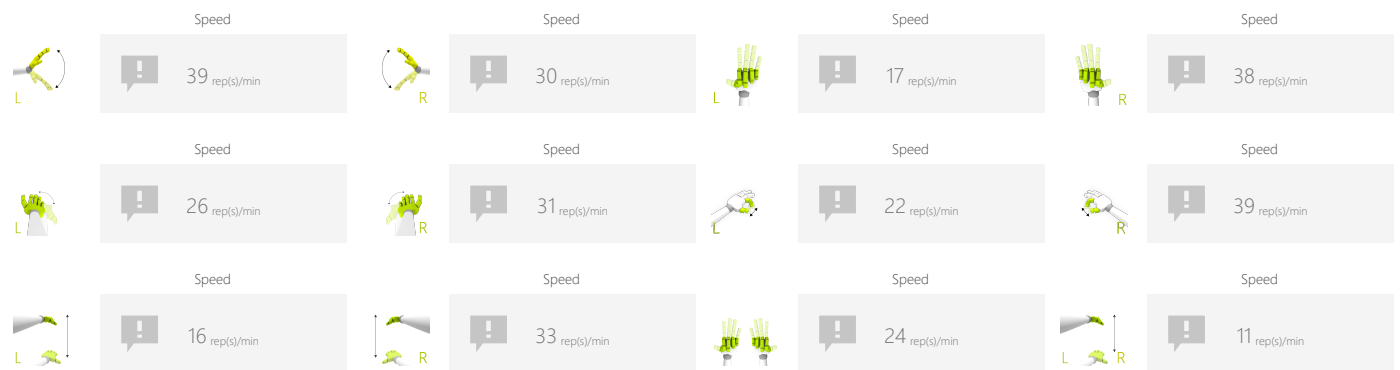 Speed Speed Speed Speed
L 39 rep(s)/min R 30 rep(s)/min L 17 rep(s)/min R 38 rep(s)/min
Speed Speed Speed Speed
L 26 rep(s)/min R 31 rep(s)/min L 22 rep(s)/min R 39 rep(s)/min
Speed Speed Speed Speed
L 16 rep(s)/min R 33 rep(s)/min 24 rep(s)/min L R 11 rep(s)/min